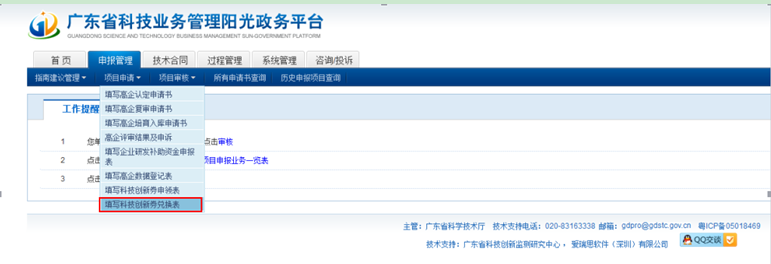 广东省科技业务管理阳光政务平台
GUANGDONG SCIENCE AND TECHNOLOGY BUSINESS MANAGEMENT SUN-GOVERNMENT PLATFORM
首 页 申报管理 技术合同 过程管理 系统管理 咨询/投诉
指南建议管理 项目申请 项目审核 所有申请书查询 历史申报项目查询
填写高企认定申请书
填写高企复审申请书
工作提醒
填写高企培育入库申请书
高企评审结果及申诉
1 您单 点击审核
填写企业研发补助资金申报
表
2 点击 项目申报业务一览表
填写高企数据登记表
3 点击
填写科技创新券申领表
填写科技创新券兑换表
主管：广东省科学技术厅 技术支持电话：020-83163338 邮箱：gdpro@gdstc.gov.cn 粤ICP备05018469
技术支持：广东省科技创新监测研究中心 ，爱瑞思软件（深圳）有限公司 QQ交谈